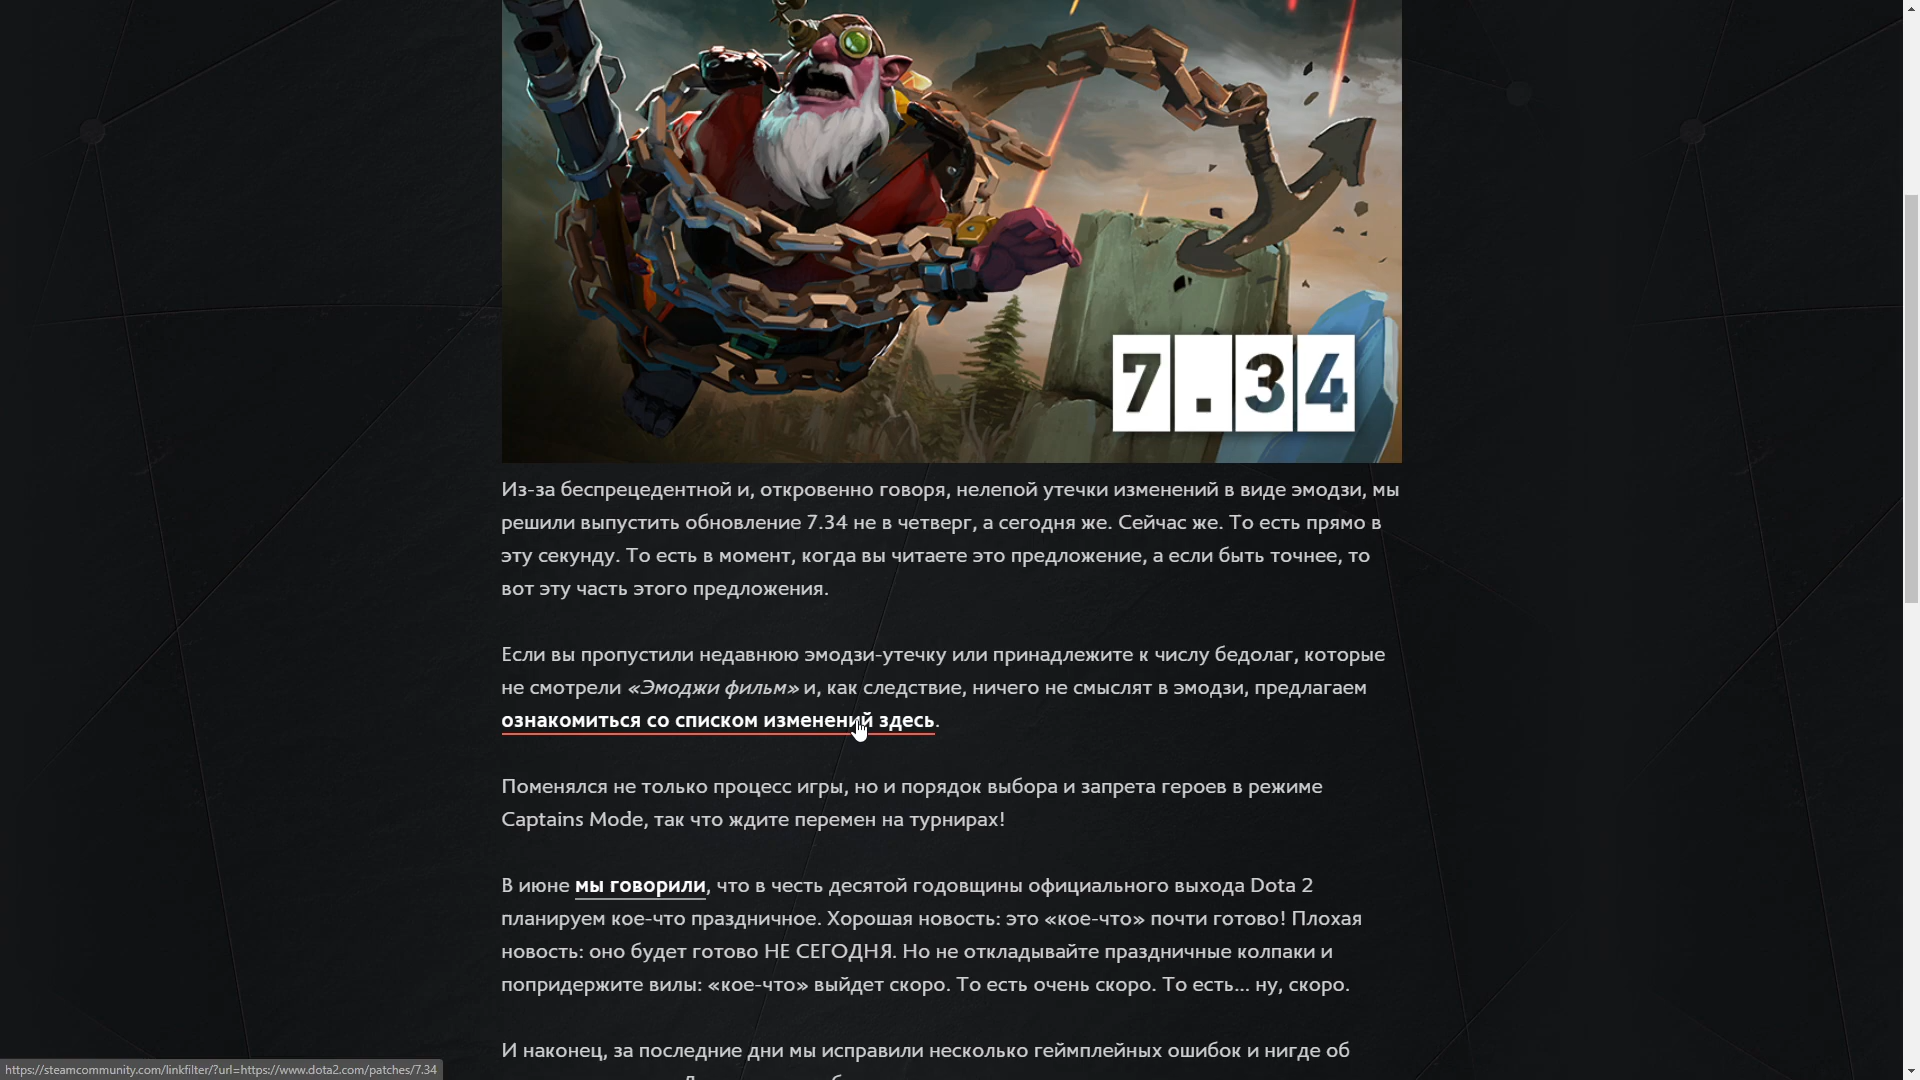 7.34
Из-за беспрецедентной и, откровенно говоря, нелепой утечки изменений в виде эмодзи, мы
решили выпустить обновление 7.34 не в четверг, а сегодня же. Сейчас же. То есть прямо в
эту секунду. То есть в момент, когда вы читаете это предложение, а если быть точнее, то
вот эту часть этого предложения.
Если вы пропустили недавнюю эмодзи-утечку или принадлежите к числу бедолаг, которые
не смотрели «Эмоджи фильм» и, как следствие, ничего не смыслят в эмодзи, предлагаем
ознакомиться со списком изменений здесь.
Поменялся не только процесс игры, но и порядок выбора и запрета героев в режиме
Captains Mode, так что ждите перемен на турнирах!
В июне мы говорили, что в честь десятой годовщины официального выхода Dota 2
планируем кое-что праздничное. Хорошая новость: это «кое-что» почти готово! Плохая
новость: оно будет готово НЕ СЕГОДНЯ. Но не откладывайте праздничные колпаки и
попридержите вилы: «кое-что» выйдет скоро. То есть очень скоро. То есть... ну, скоро.
И наконец, за последние дни мы исправили несколько геймплейных ошибок и нигде об
https://steamcommunity.com/linkfilter/?url=https://www.dota2.com/patches/7.34